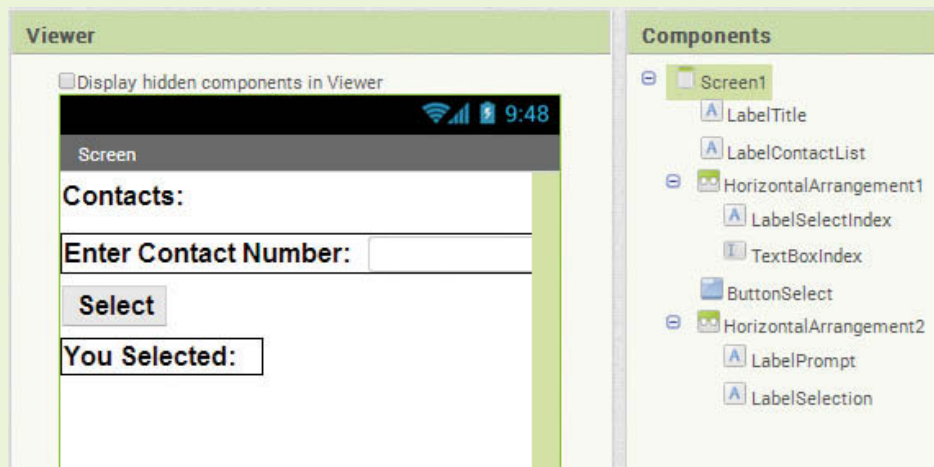 Viewer
Display hidden components in Viewer
9:48
Screen
Contacts:
Enter Contact Number:
Select
You Selected:
Components
Screen1
A LabelTitle
A LabelContactList
HorizontalArrangement1
A LabelSelectIndex
I TextBoxIndex
ButtonSelect
HorizontalArrangement2
A LabelPrompt
A LabelSelection